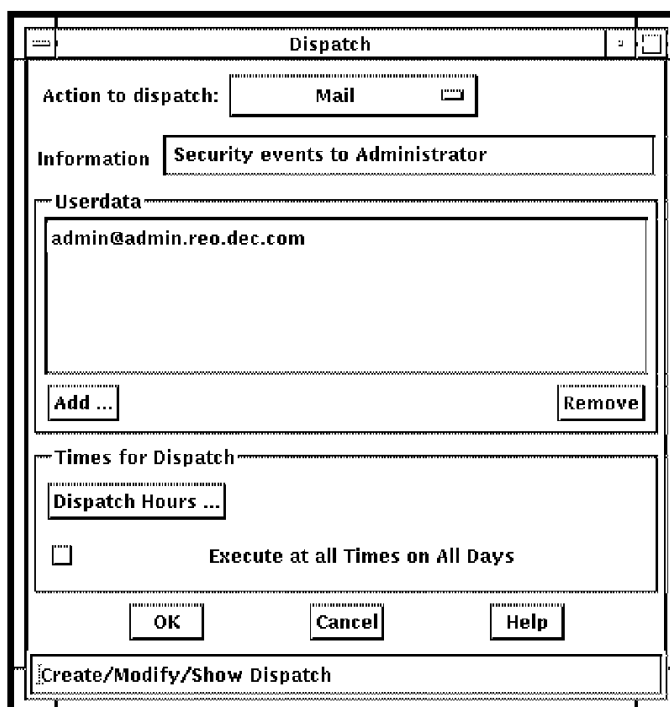 Dispatch
Action to dispatch: Mail
Information Security events to Administrator
Userdata
admin@admin.reo.dec.com
Add ... Remove
Times for Dispatch
Dispatch Hours ...
Execute at all Times on All Days
OK Cancel Help
Create/Modify/Show Dispatch